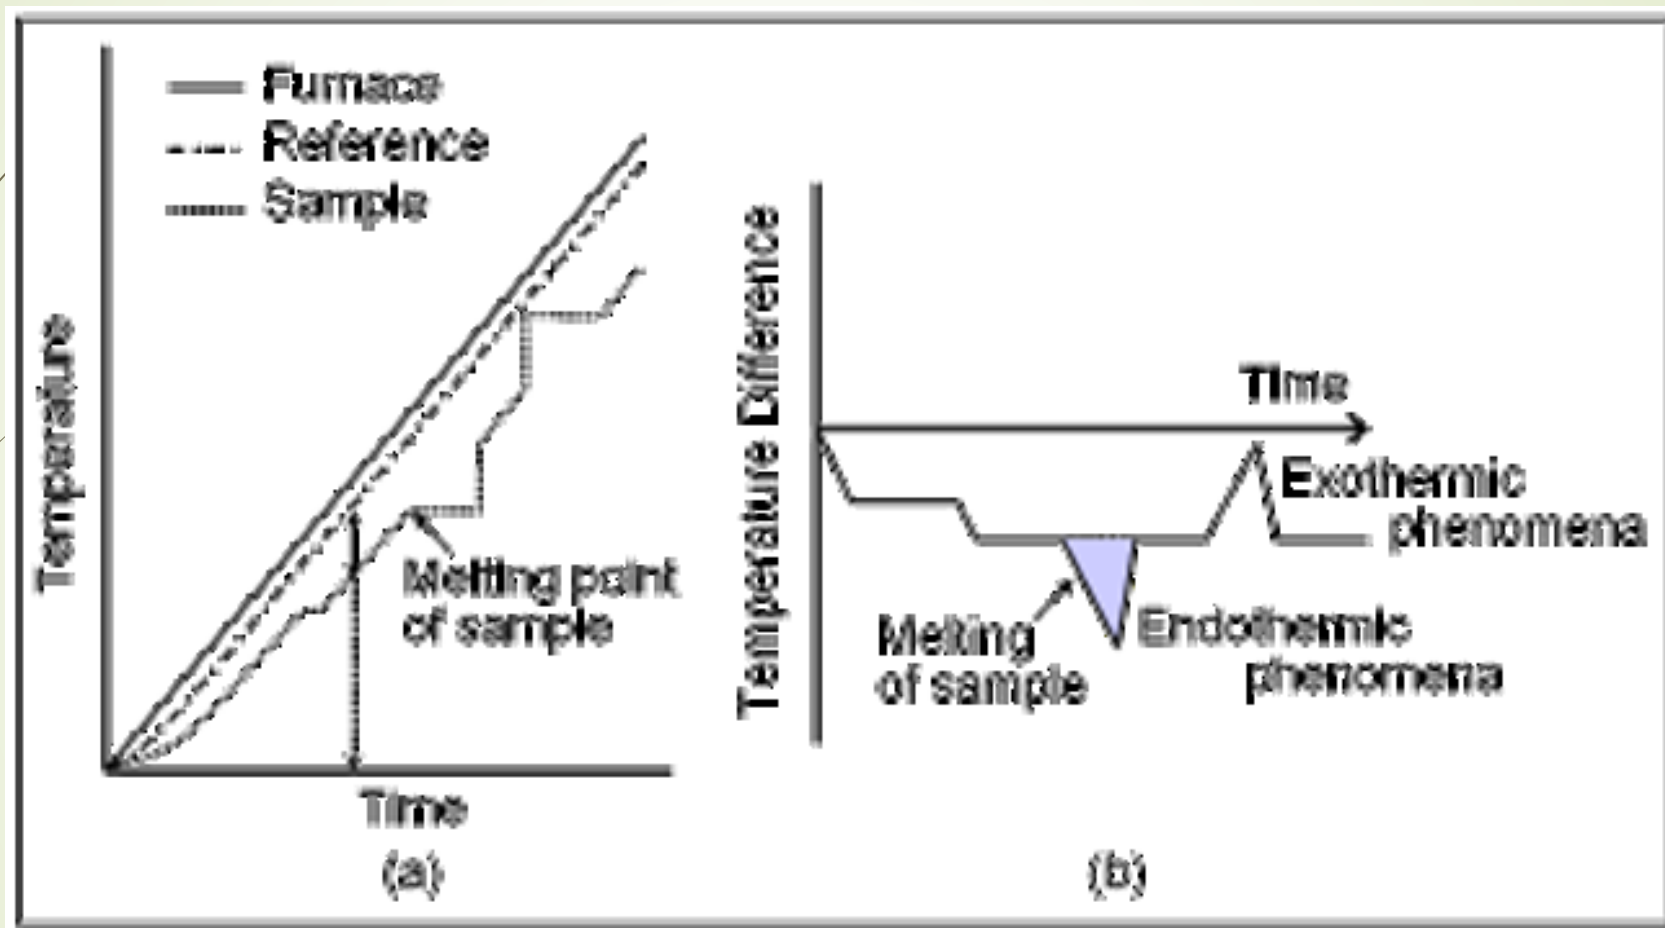 Furnace
Reference
Sample
Temperature
Melting point
of sample
Time
(a)
Temperature Difference
Time
Exothermic
phenomena
Melting
of sample
Endothermic
phenomena
(b)